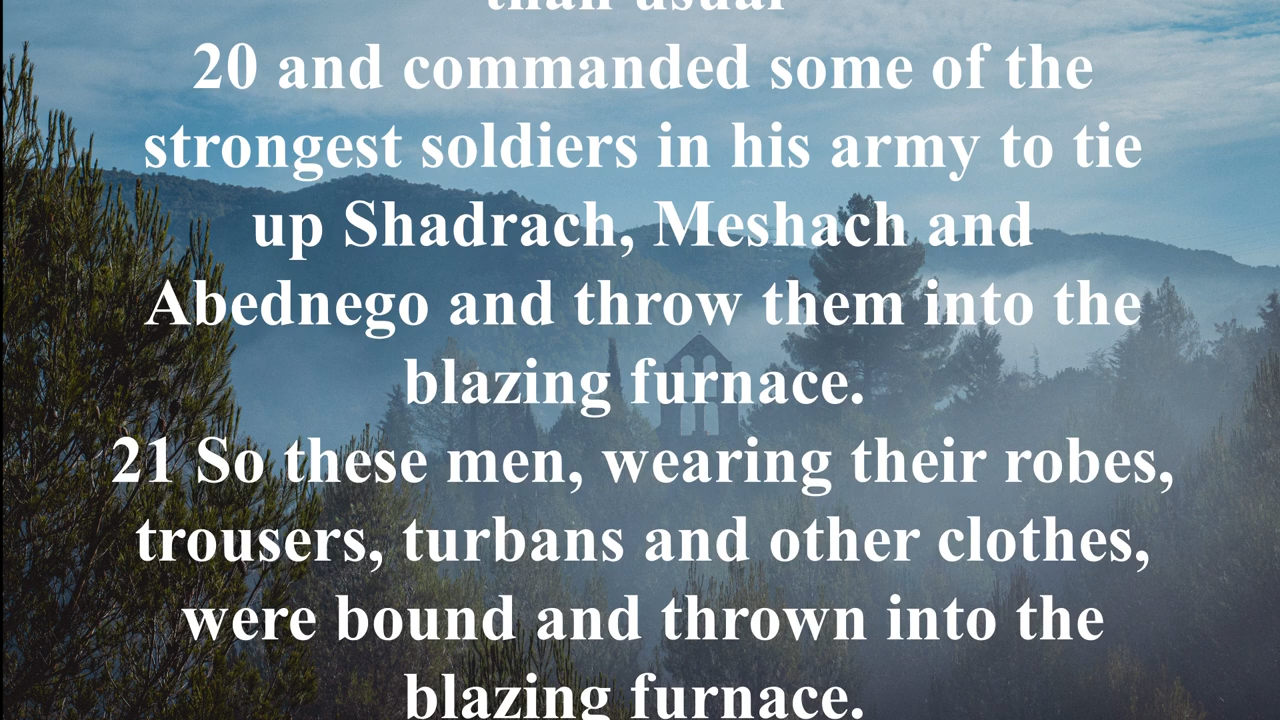 than usual
20 and commanded some of the
strongest soldiers in his army to tie
up Shadrach, Meshach and
Abednego and throw them into the
blazing furnace.
21 So these men, wearing their robes,
trousers, turbans and other clothes,
were bound and thrown into the
blazing furnace.